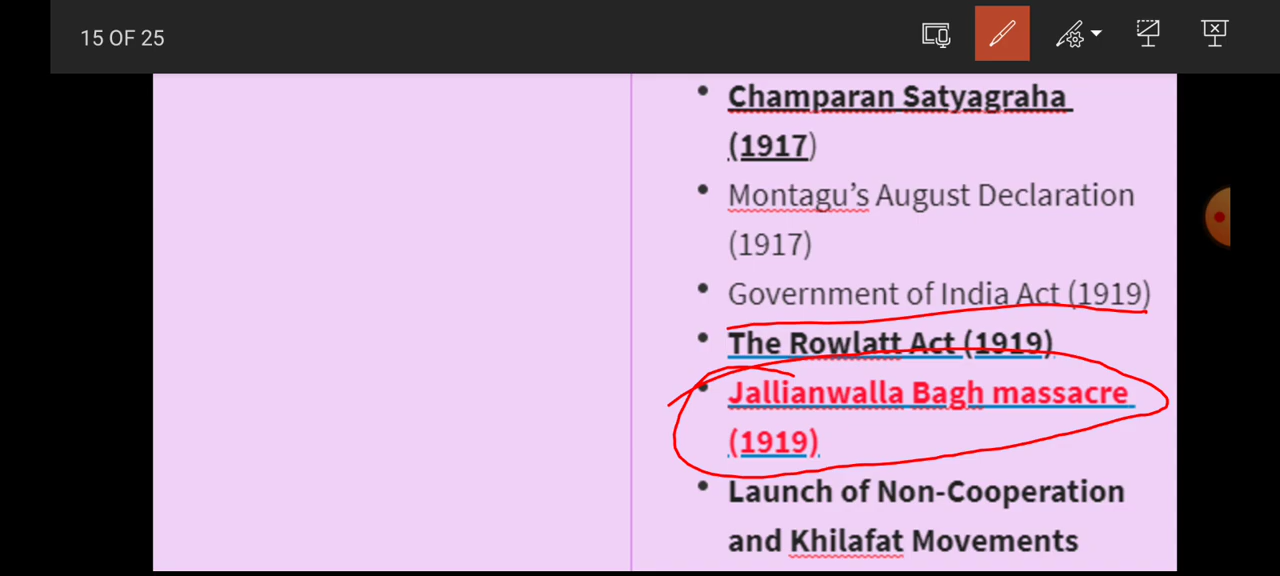 15 OF 25
• Champaran Satyagraha
(1917)
• Montagu’s August Declaration
(1917)
• Government of India Act (1919)
• The Rowlatt Act (1919)
• Jallianwalla Bagh massacre
(1919)
• Launch of Non-Cooperation
and Khilafat Movements